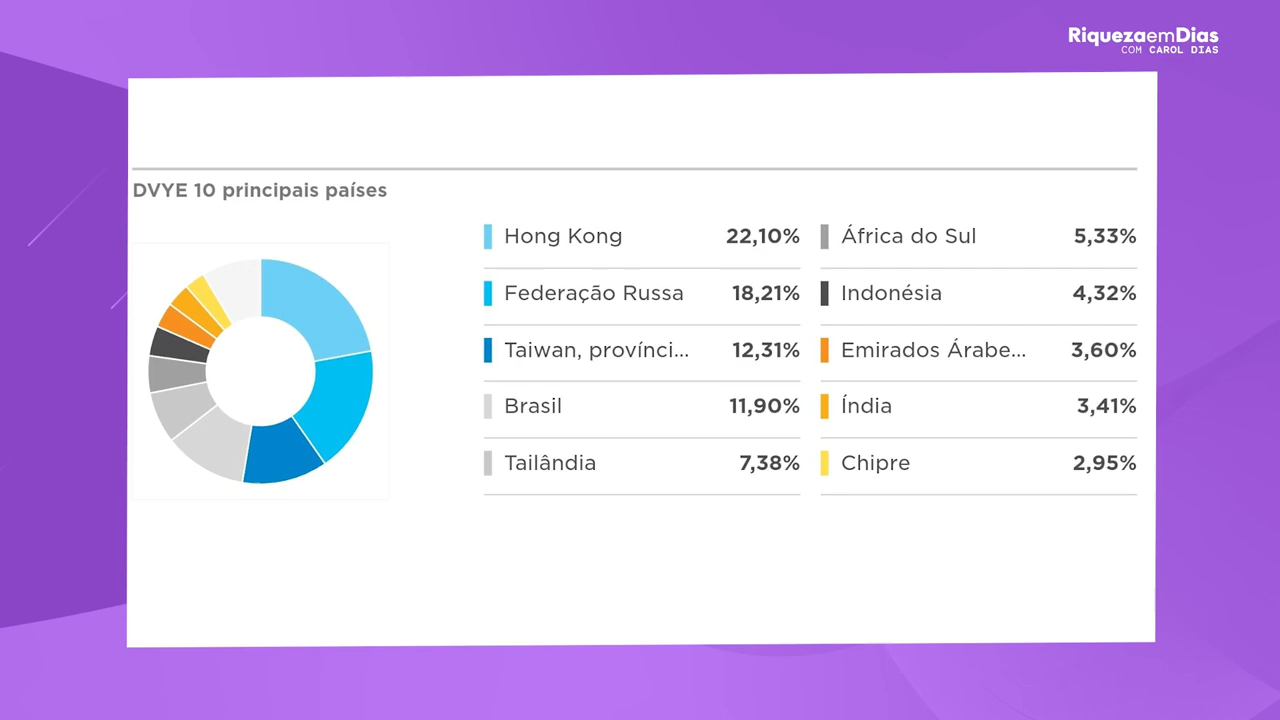 RiquezaemDias
COM CAROL DIAS
DVYE 10 principais países
Hong Kong 22,10%
Federação Russa 18,21%
Taiwan, provínci... 12,31%
Brasil 11,90%
Tailândia 7,38%
África do Sul 5,33%
Indonésia 4,32%
Emirados Árabe... 3,60%
Índia 3,41%
Chipre 2,95%